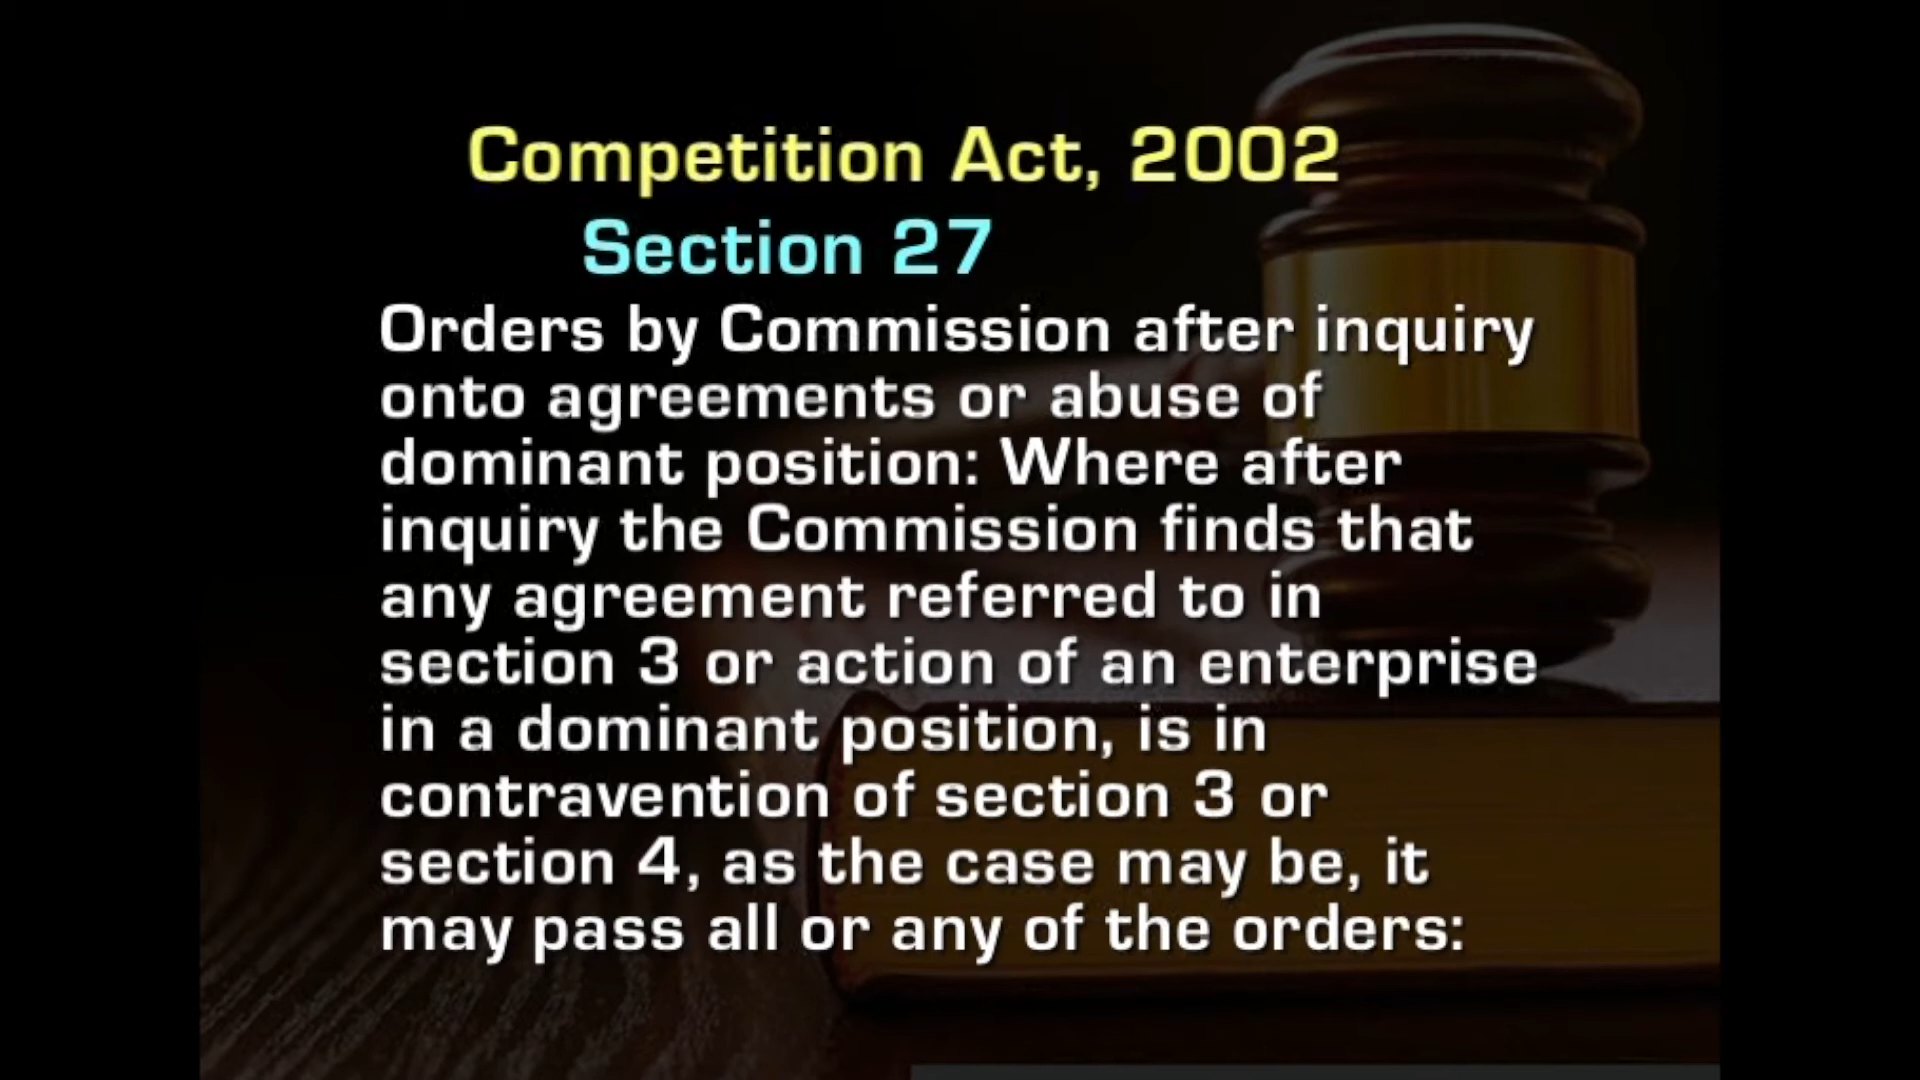 Competition Act, 2002
Section 27
Orders by Commission after inquiry
onto agreements or abuse of
dominant position: Where after
inquiry the Commission finds that
any agreement referred to in
section 3 or action of an enterprise
in a dominant position, is in
contravention of section 3 or
section 4, as the case may be, it
may pass all or any of the orders: